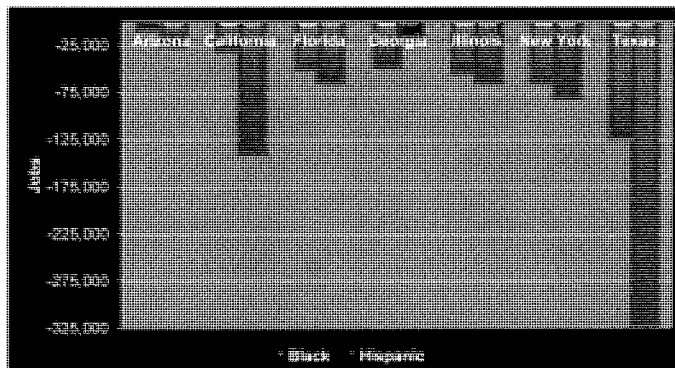 -25,000
Arizona California Florida Georgia Illinois New York Texas
-75,000
-125,000
Jobs
-175,000
-225,000
-275,000
-325,000
Black Hispanic